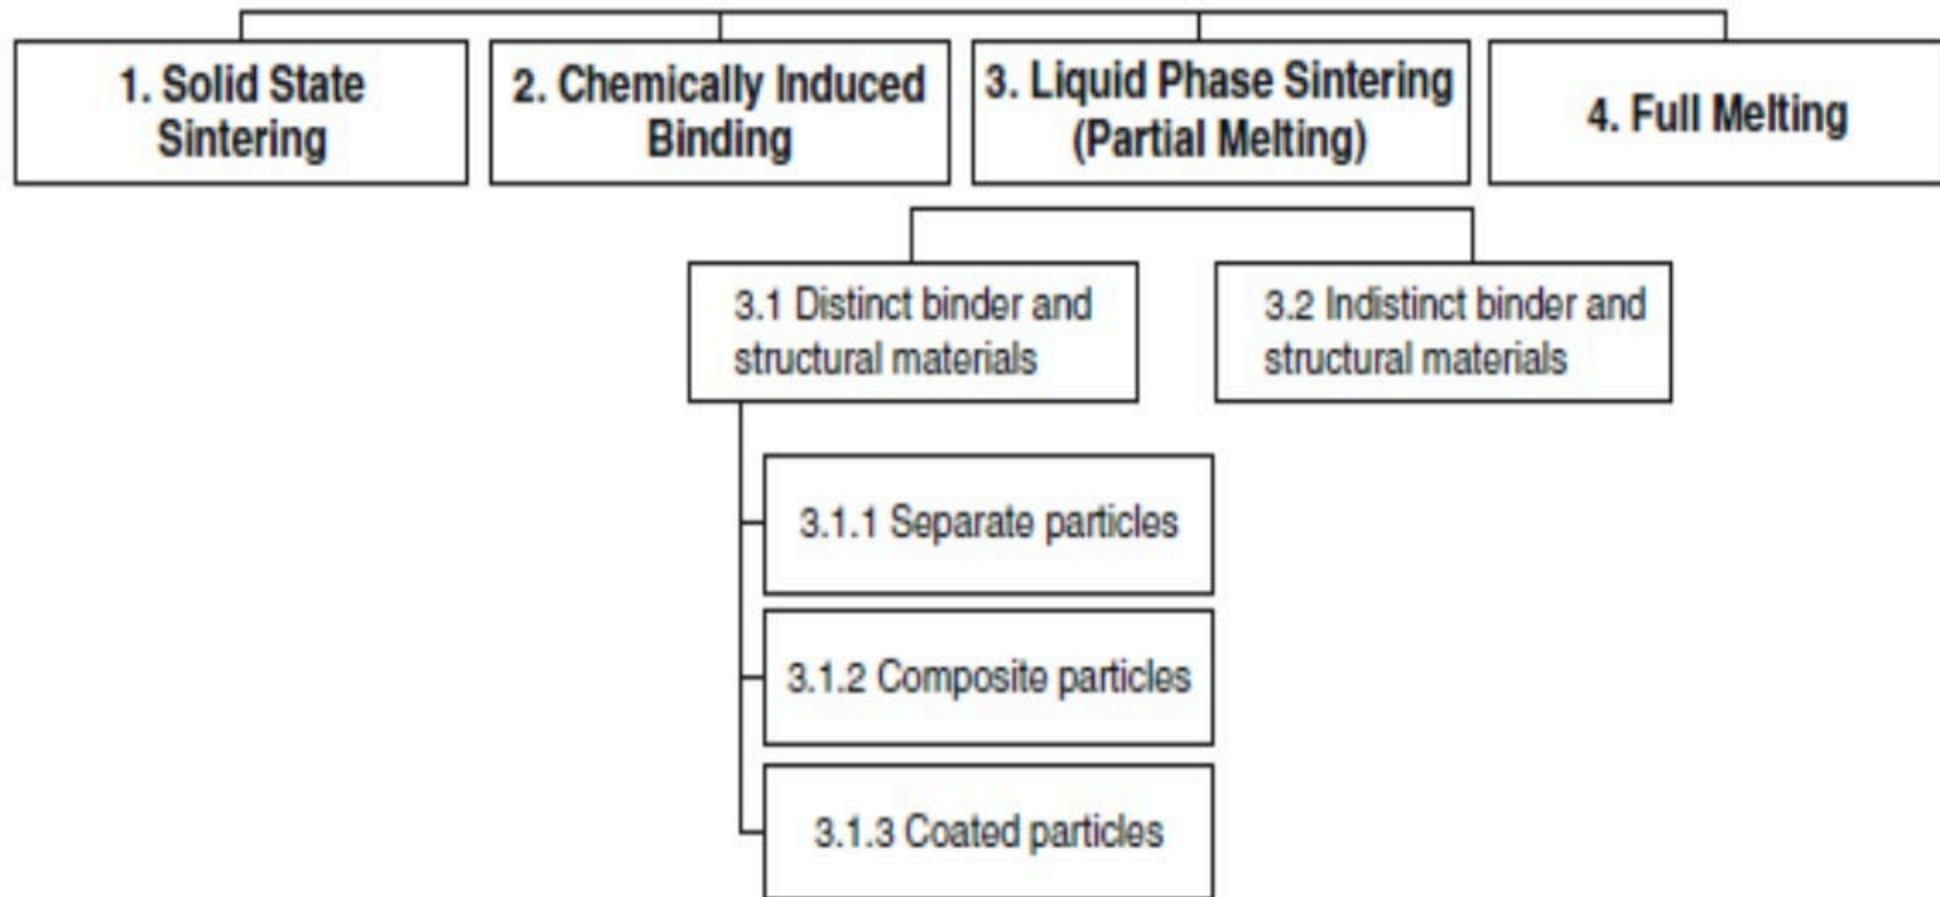 1. Solid State
Sintering
2. Chemically Induced
Binding
3. Liquid Phase Sintering
(Partial Melting)
4. Full Melting
3.1 Distinct binder and
structural materials
3.2 Indistinct binder and
structural materials
3.1.1 Separate particles
3.1.2 Composite particles
3.1.3 Coated particles